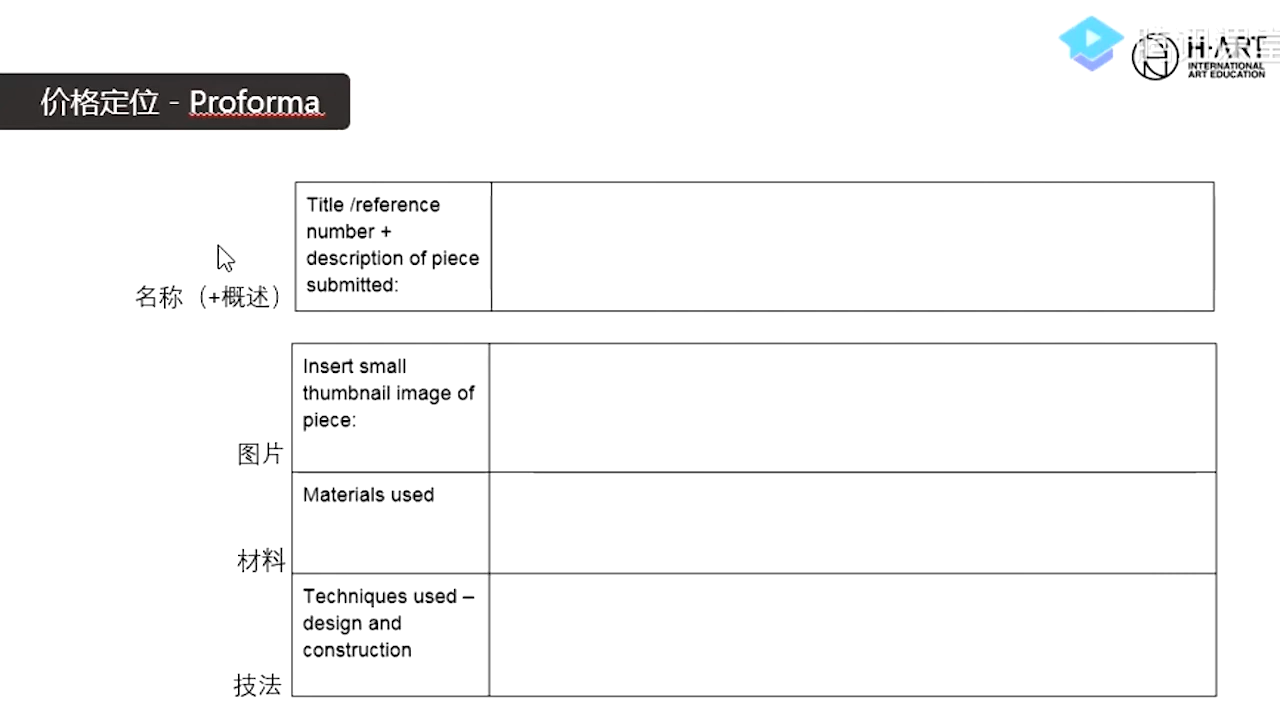 H-ART
INTERNATIONAL
ART EDUCATION
价格定位 - Proforma
Title /reference
number +
description of piece
submitted:
名称（+概述）
Insert small
thumbnail image of
piece:
图片
Materials used
材料
Techniques used –
design and
construction
技法